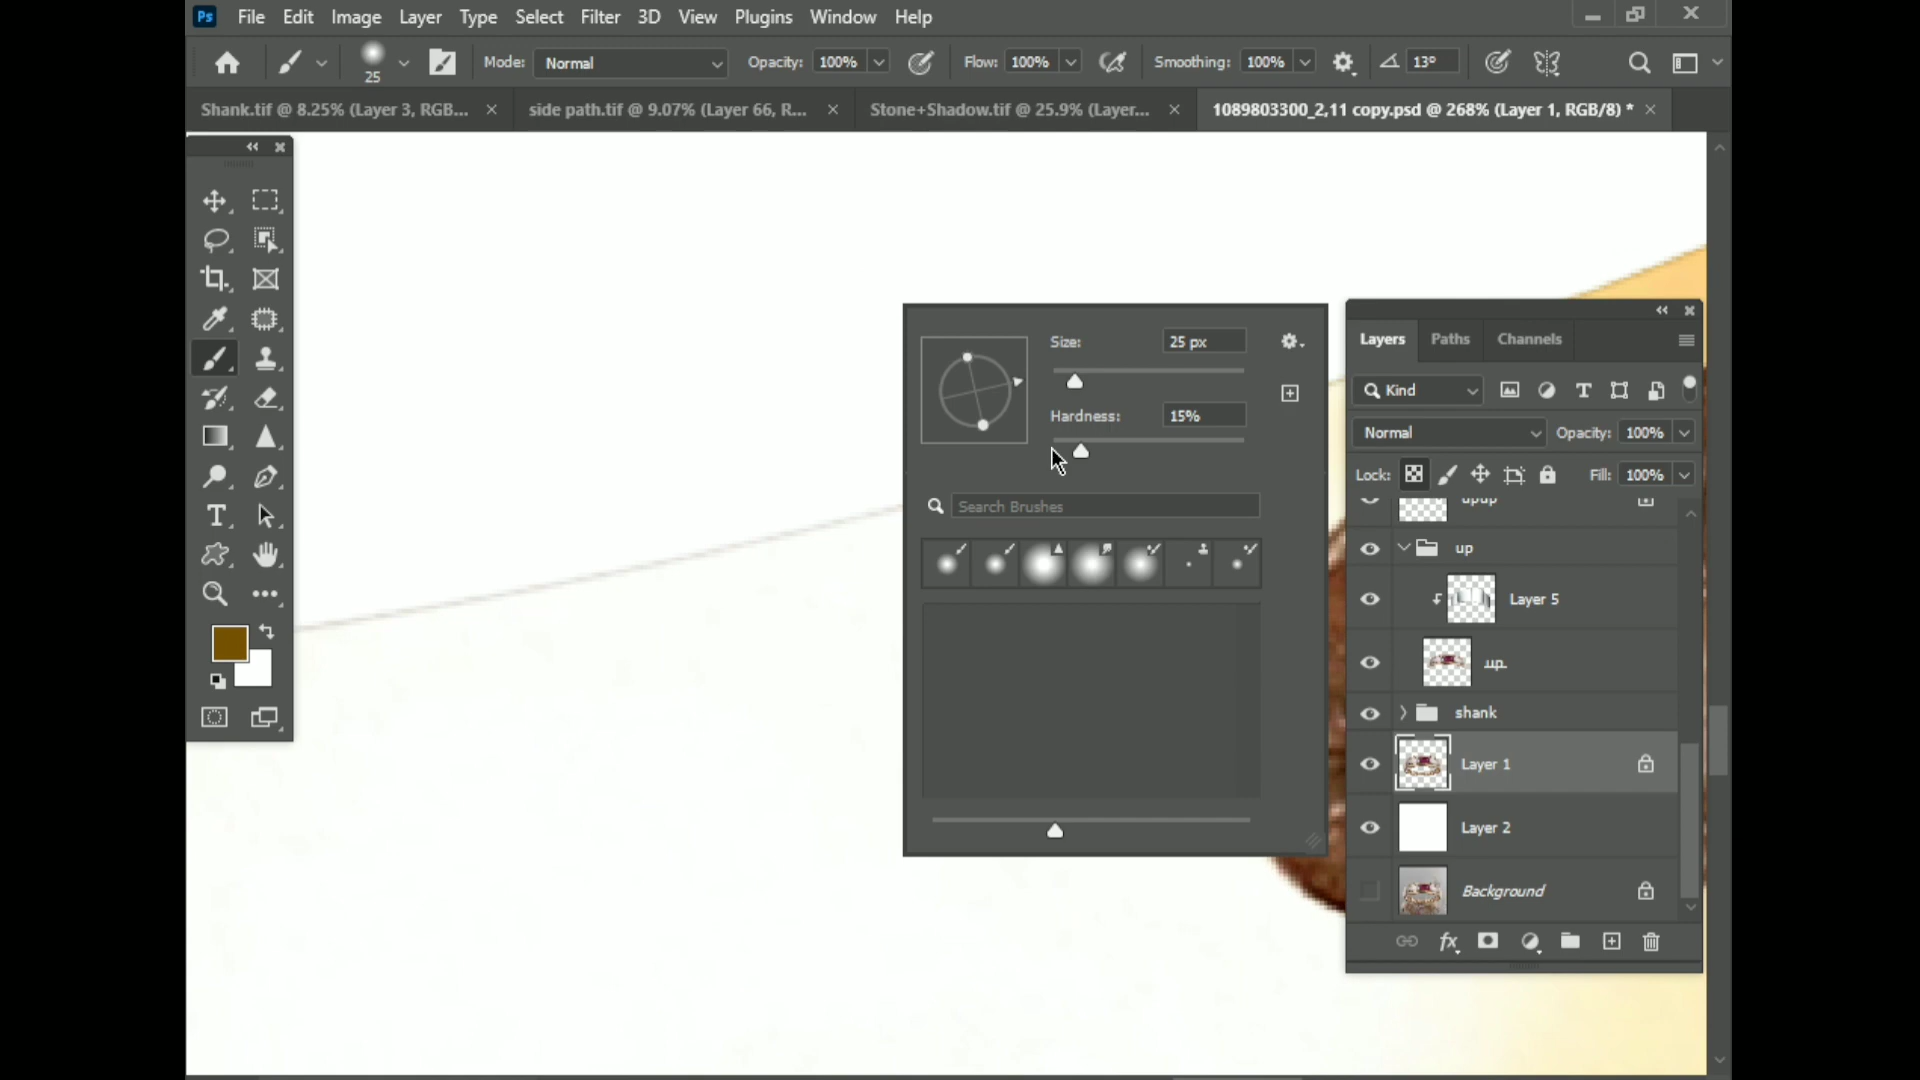 Ps File Edit Image Layer Type Select Filter 3D View Plugins Window Help
25 Mode: Normal Opacity: 100% Flow: 100% Smoothing: 100% 13°
Shank.tif @ 8.25% (Layer 3, RGB... side path.tif @ 9.07% (Layer 66, R... Stone+Shadow.tif @ 25.9% (Layer... 1089803300_2,11 copy.psd @ 268% (Layer 1, RGB/8) *
Size: 25 px
Hardness: 15%
Search Brushes
Layers Paths Channels
Kind
Normal Opacity: 100%
Lock: Fill: 100%
upup
up
Layer 5
up
shank
Layer 1
Layer 2
Background
fx